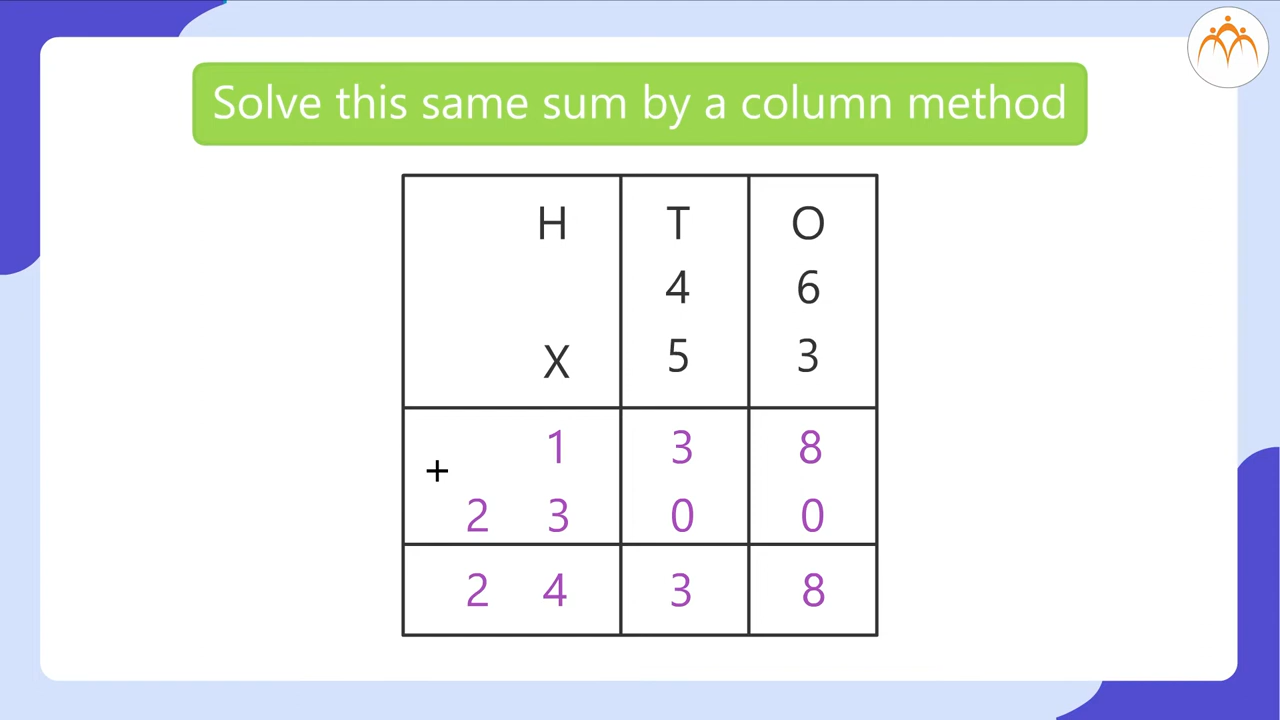 Solve this same sum by a column method
H T O
4 6
X 5 3
1 3 8
+
2 3 0 0
2 4 3 8